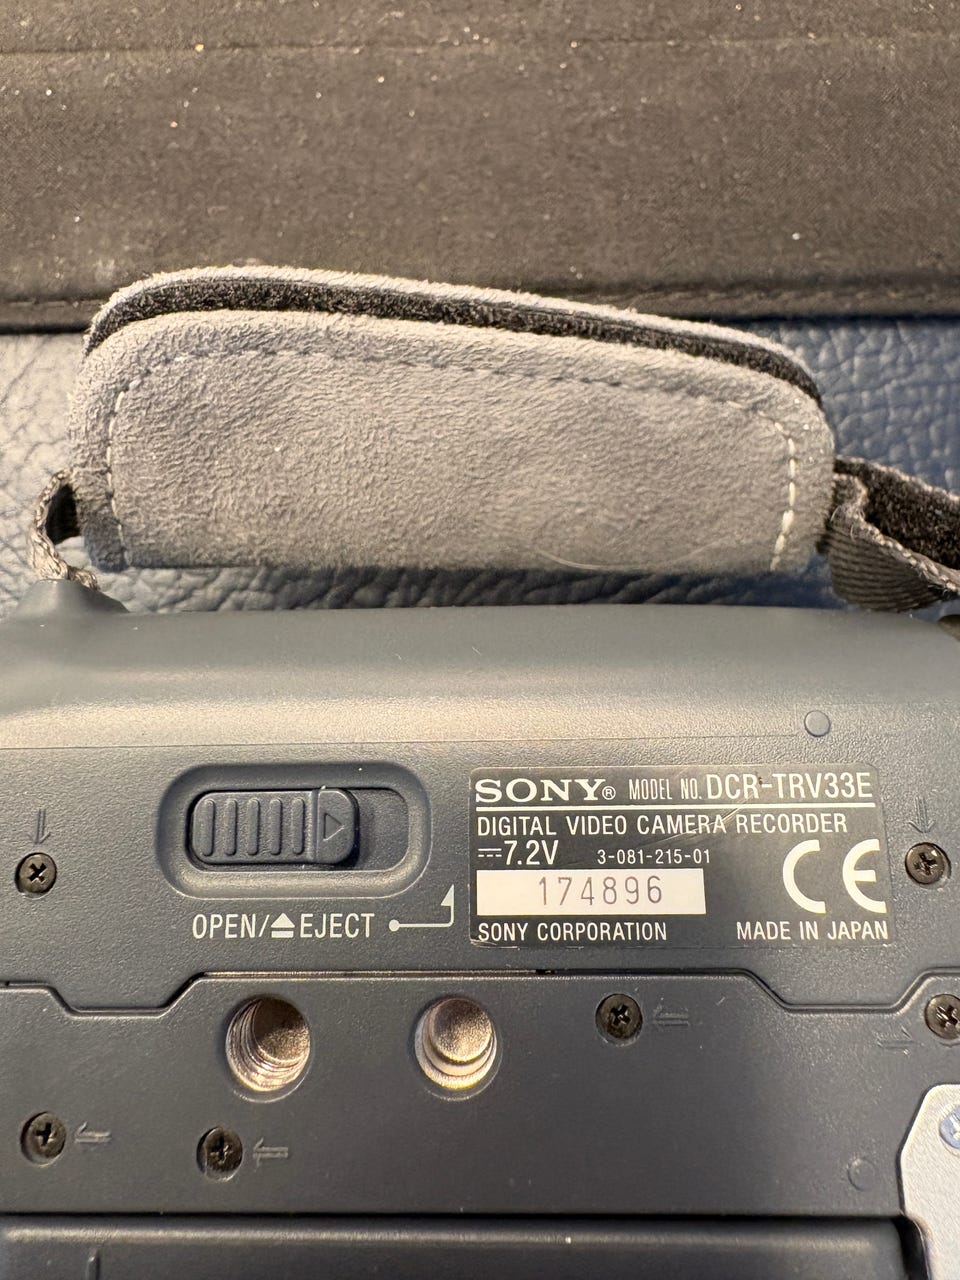 SONY® MODEL NO. DCR-TRV33E
DIGITAL VIDEO CAMERA RECORDER
⎓7.2V 3-081-215-01
CE
174896
SONY CORPORATION MADE IN JAPAN
OPEN/⏏EJECT